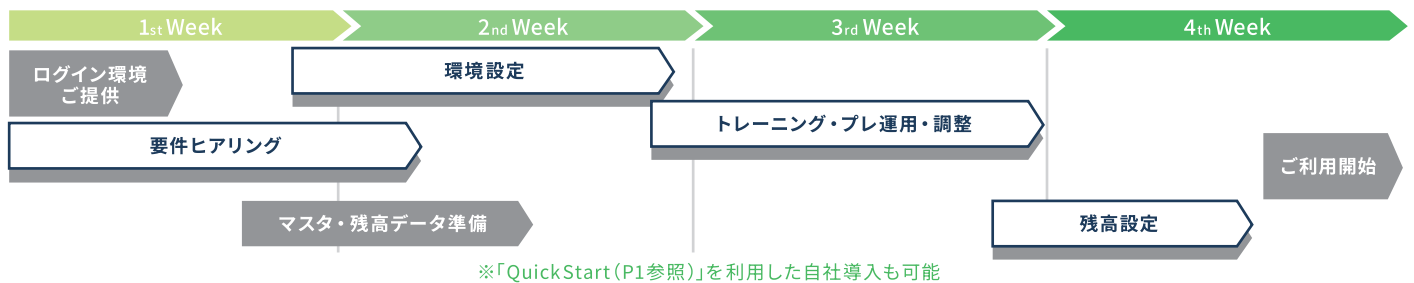 1st Week
2nd Week
3rd Week
4th Week
ログイン環境
ご提供
環境設定
トレーニング・プレ運用・調整
要件ヒアリング
ご利用開始
マスタ・残高データ準備
残高設定
※「QuickStart（P1参照）」を利用した自社導入も可能